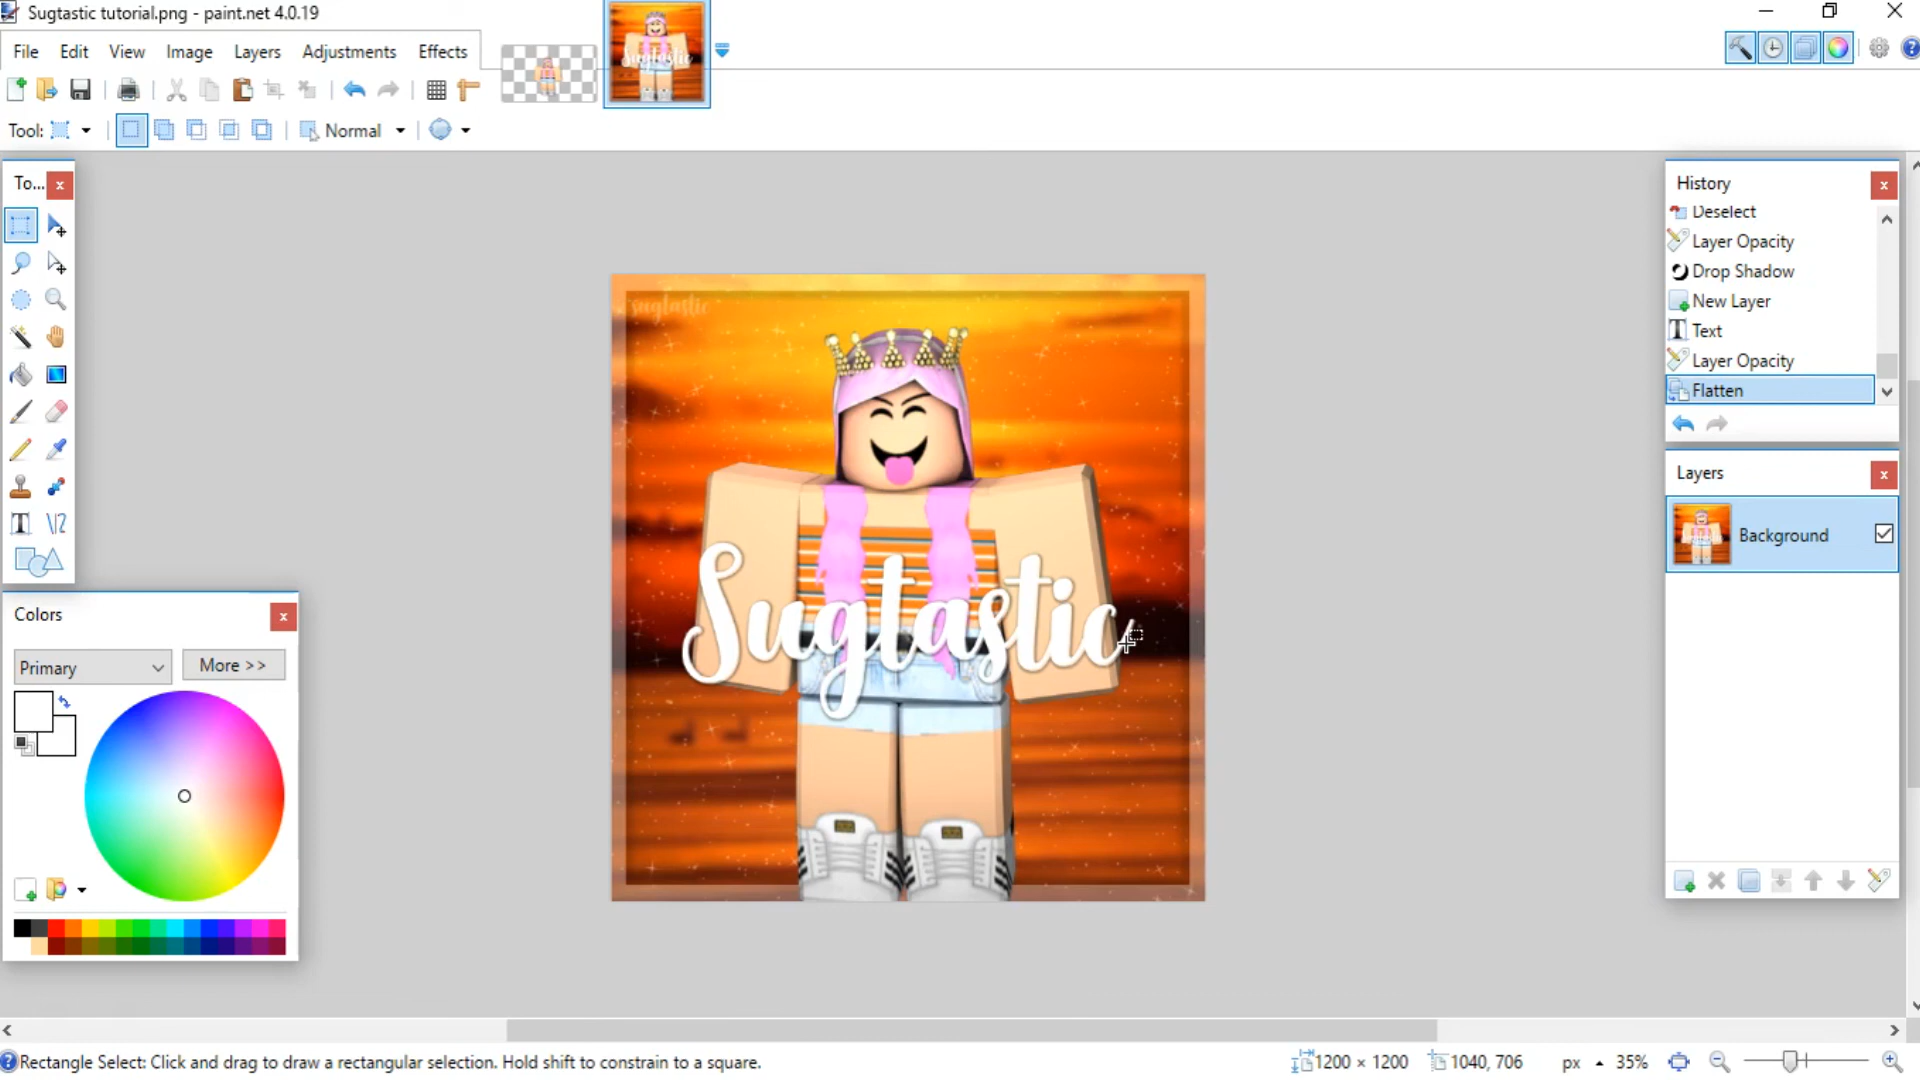 Sugtastic tutorial.png - paint.net 4.0.19
File Edit View Image Layers Adjustments Effects
Tool: Normal
To...
History
Deselect
Layer Opacity
Drop Shadow
New Layer
Text
Layer Opacity
Flatten
Layers
Background
sugtastic
Sugtastic
Colors
Primary
More >>
Rectangle Select: Click and drag to draw a rectangular selection. Hold shift to constrain to a square.
1200 × 1200
1040, 706
px
35%